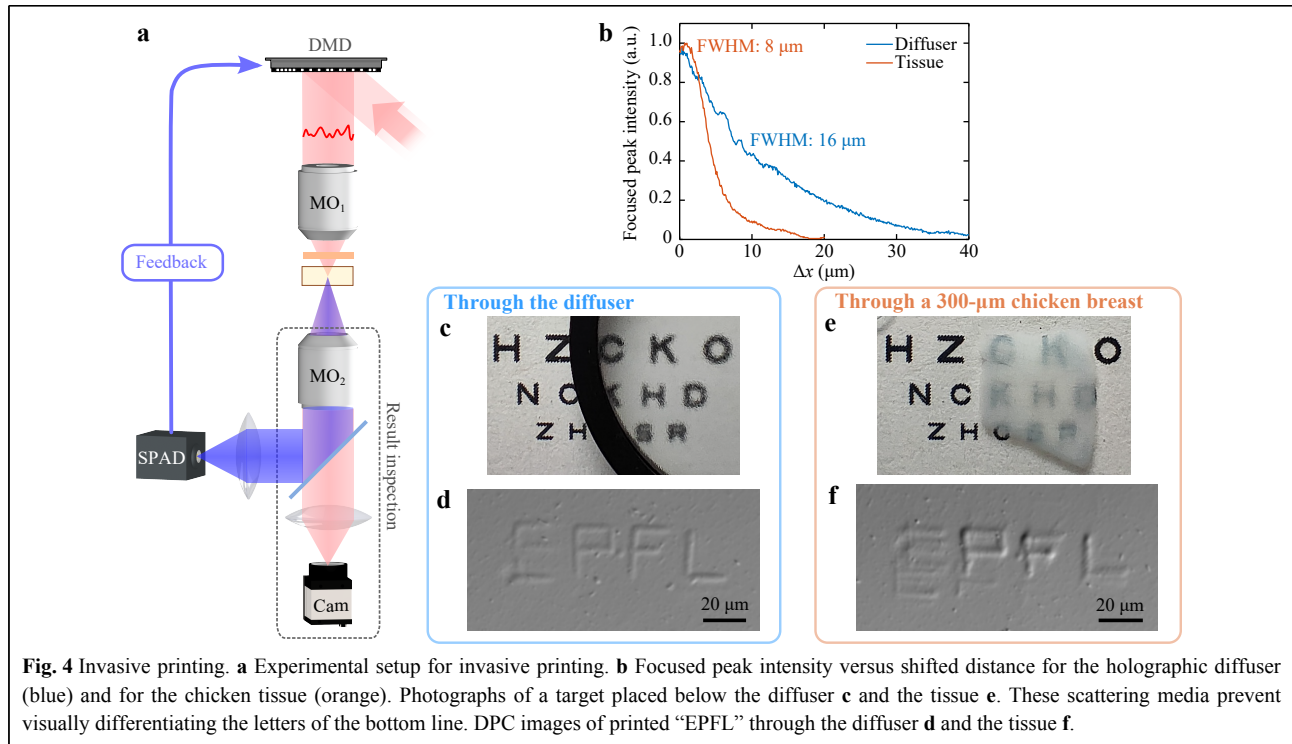 a
DMD
MO₁
Feedback
MO₂
Result inspection
SPAD
Cam
b
1.0
0.8
0.6
0.4
0.2
0
Focused peak intensity (a.u.)
FWHM: 8 μm
FWHM: 16 μm
Diffuser
Tissue
0
10
20
30
40
Δx (μm)
Through the diffuser
c
H Z C K O
N C K H D
Z H S R
d
EPFL
20 μm
Through a 300-μm chicken breast
e
H Z C K O
N C K H D
Z H C S R
f
EPFL
20 μm
Fig. 4 Invasive printing. a Experimental setup for invasive printing. b Focused peak intensity versus shifted distance for the holographic diffuser
(blue) and for the chicken tissue (orange). Photographs of a target placed below the diffuser c and the tissue e. These scattering media prevent
visually differentiating the letters of the bottom line. DPC images of printed “EPFL” through the diffuser d and the tissue f.